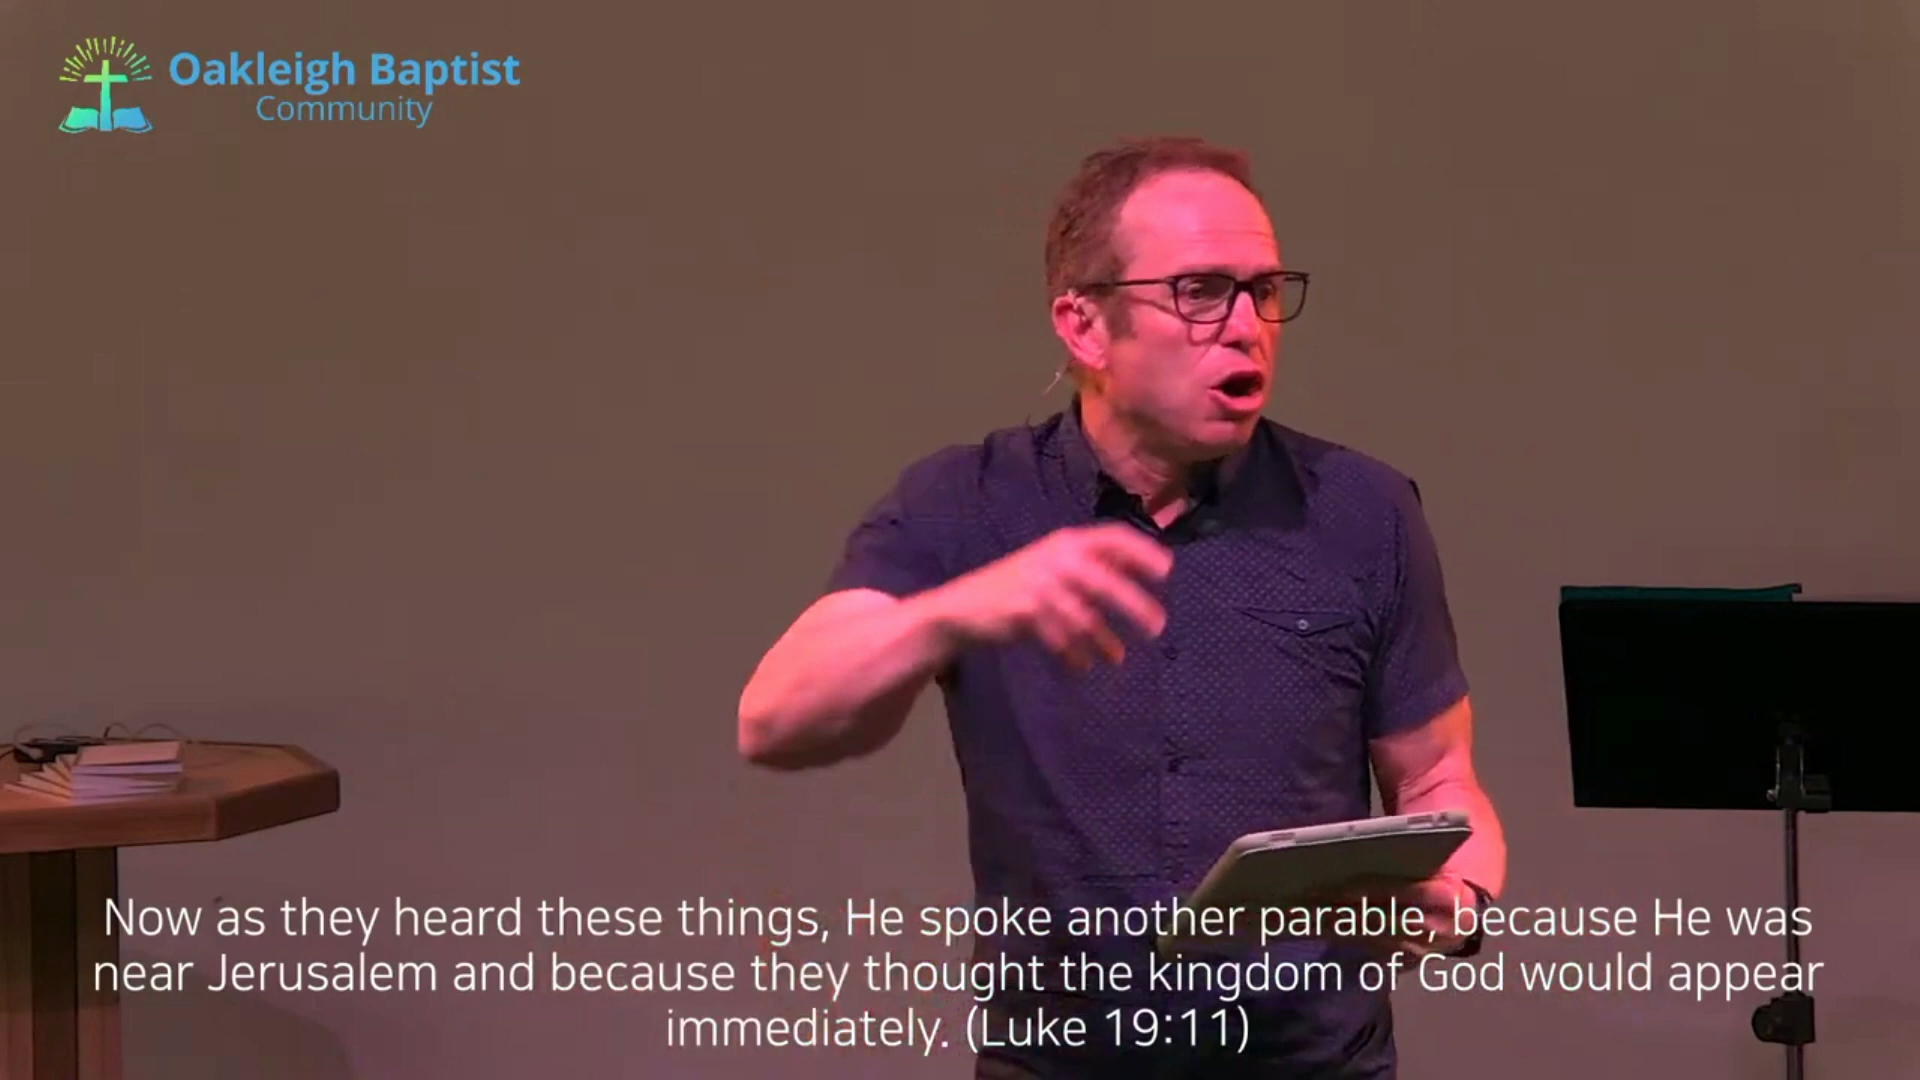 Oakleigh Baptist
Community
Now as they heard these things, He spoke another parable, because He was
near Jerusalem and because they thought the kingdom of God would appear
immediately. (Luke 19:11)